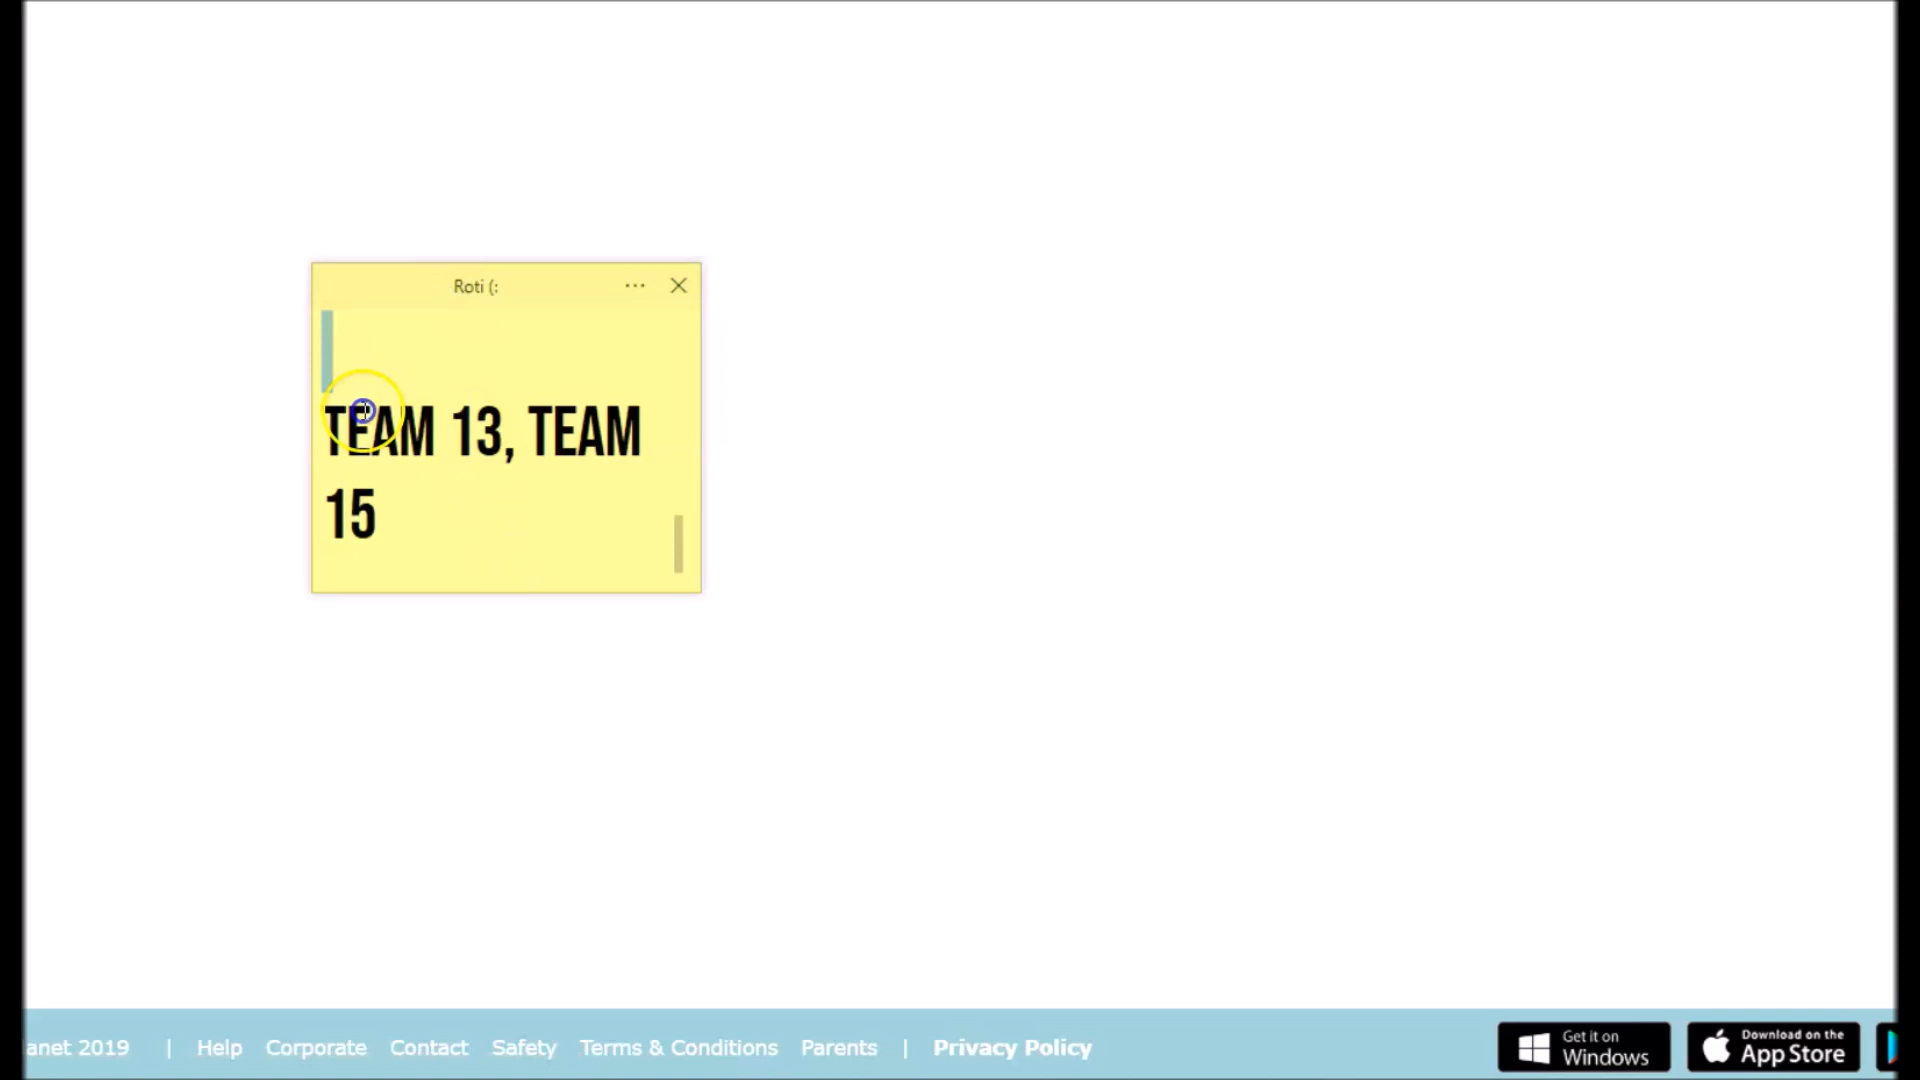 Roti (:
TEAM 13, TEAM
15
anet 2019 | Help Corporate Contact Safety Terms & Conditions Parents | Privacy Policy
Get it on
Windows
Download on the
App Store